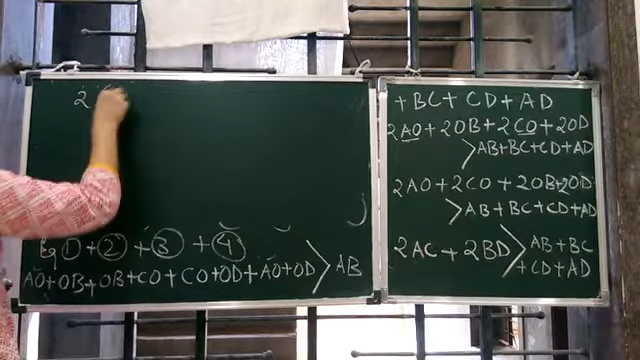 2
Eq ① + ② + ③ + ④
AO+OB+OB+CO+CO+OD+AO+OD > AB
+ BC + CD + AD
2AO+2OB+2CO+2OD
> AB+BC+CD+AD
2AO+2CO+2OB+2OD
> AB+BC+CD+AD
2AC + 2BD > AB+BC
+CD+AD